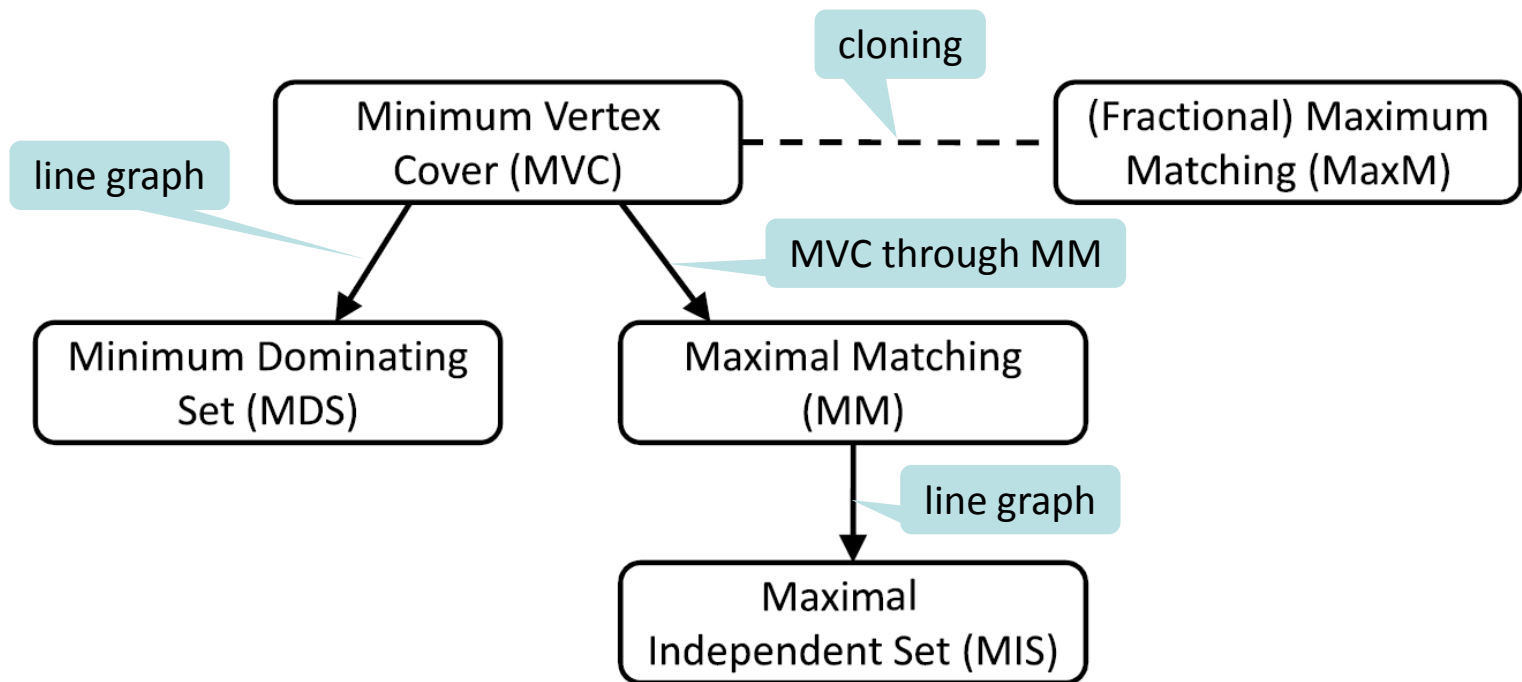 cloning
Minimum Vertex
Cover (MVC)
(Fractional) Maximum
Matching (MaxM)
line graph
MVC through MM
Minimum Dominating
Set (MDS)
Maximal Matching
(MM)
line graph
Maximal
Independent Set (MIS)